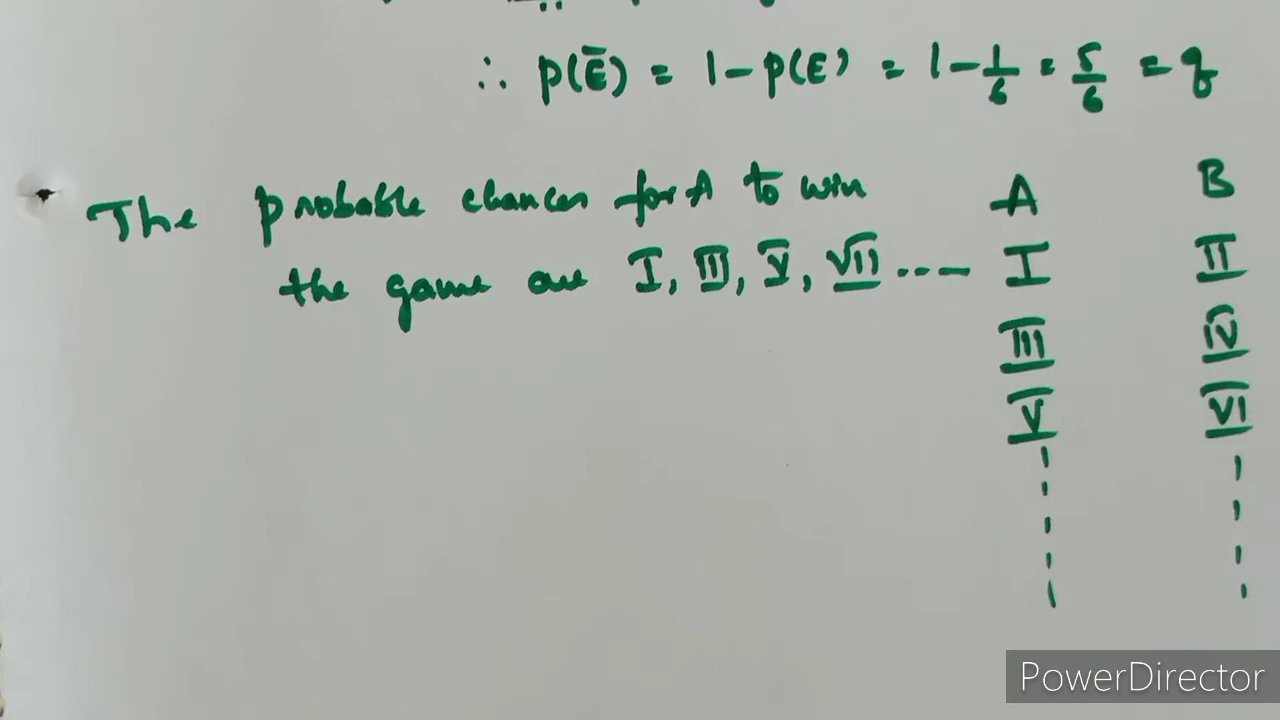 ∴ P(Ē) = 1 - P(E) = 1 - 1/6 = 5/6 = q
The probable chances for A to win
the game are I, III, V, VII ....
A B
I II
III IV
V VI
PowerDirector